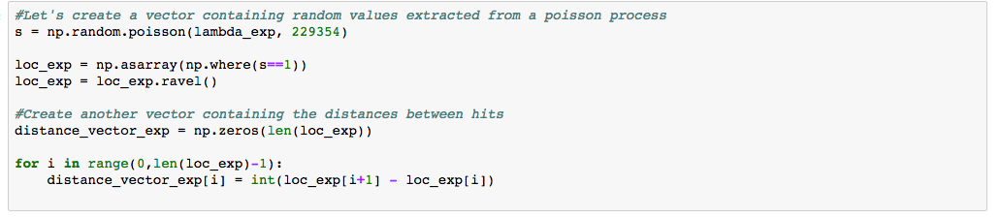 #Let's create a vector containing random values extracted from a poisson process
s = np.random.poisson(lambda_exp, 229354)
loc_exp = np.asarray(np.where(s==1))
loc_exp = loc_exp.ravel()
#Create another vector containing the distances between hits
distance_vector_exp = np.zeros(len(loc_exp))
for i in range(0,len(loc_exp)-1):
    distance_vector_exp[i] = int(loc_exp[i+1] - loc_exp[i])